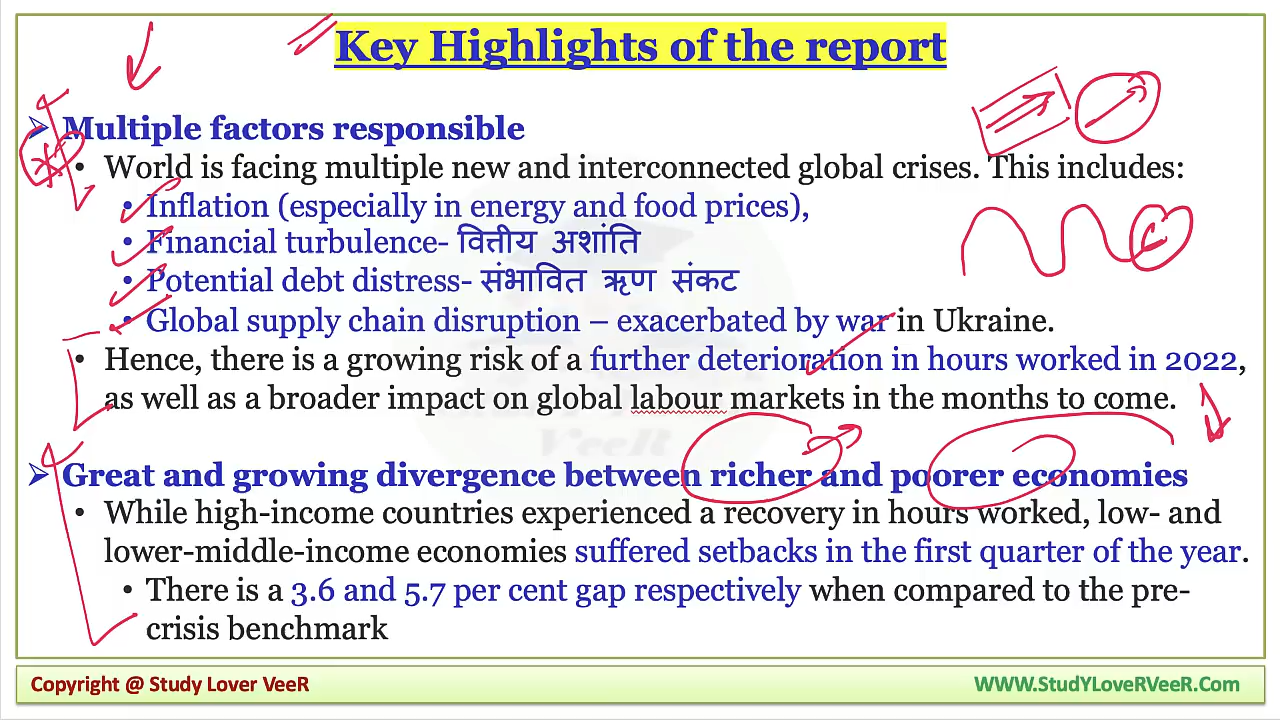 Key Highlights of the report
Multiple factors responsible
• World is facing multiple new and interconnected global crises. This includes:
• Inflation (especially in energy and food prices),
• Financial turbulence- वित्तीय अशांति
• Potential debt distress- संभावित ऋण संकट
• Global supply chain disruption – exacerbated by war in Ukraine.
• Hence, there is a growing risk of a further deterioration in hours worked in 2022,
as well as a broader impact on global labour markets in the months to come.
VeeR
Great and growing divergence between richer and poorer economies
• While high-income countries experienced a recovery in hours worked, low- and
lower-middle-income economies suffered setbacks in the first quarter of the year.
• There is a 3.6 and 5.7 per cent gap respectively when compared to the pre-
crisis benchmark
Copyright @ Study Lover VeeR
WWW.StudYLoveRVeeR.Com